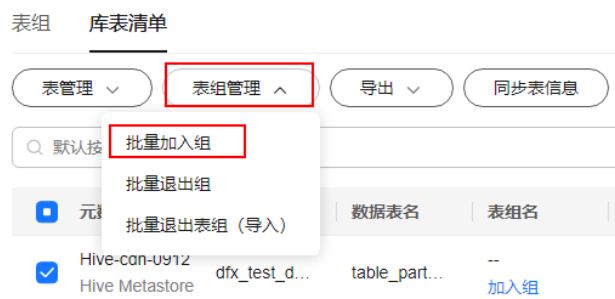 表组 库表清单
表管理 表组管理 导出 同步表信息
默认按
批量加入组
批量退出组
批量退出表组（导入）
数据表名 表组名
Hive-cdn-0912 dfx_test_d... table_part... --
Hive Metastore 加入组